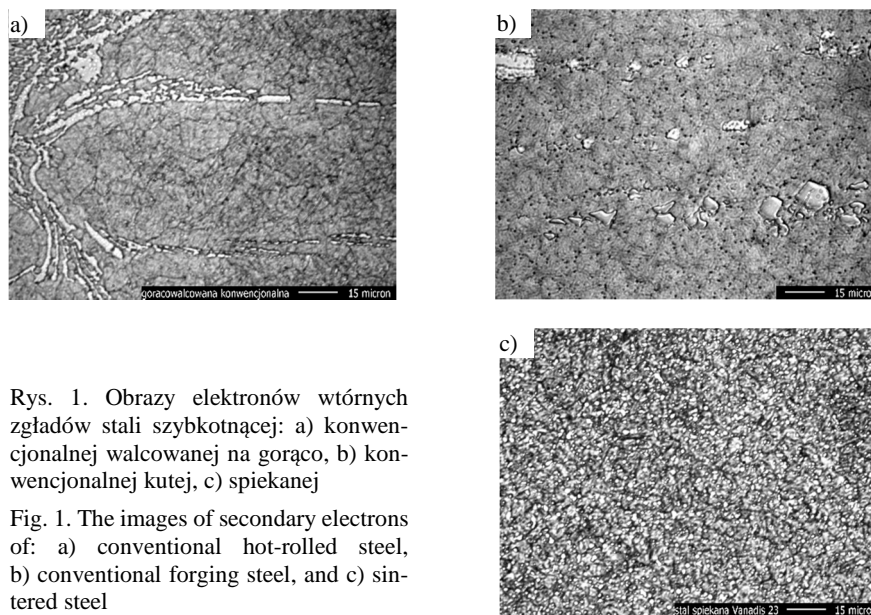 a)
goracowalcowana konwencjonalna 15 micron
b)
15 micron
c)
stal spiekana Vanadis 23 15 micron
Rys. 1. Obrazy elektronów wtórnych
zgładów stali szybkotnącej: a) konwen-
cjonalnej walcowanej na gorąco, b) kon-
wencjonalnej kutej, c) spiekanej
Fig. 1. The images of secondary electrons
of: a) conventional hot-rolled steel,
b) conventional forging steel, and c) sin-
tered steel